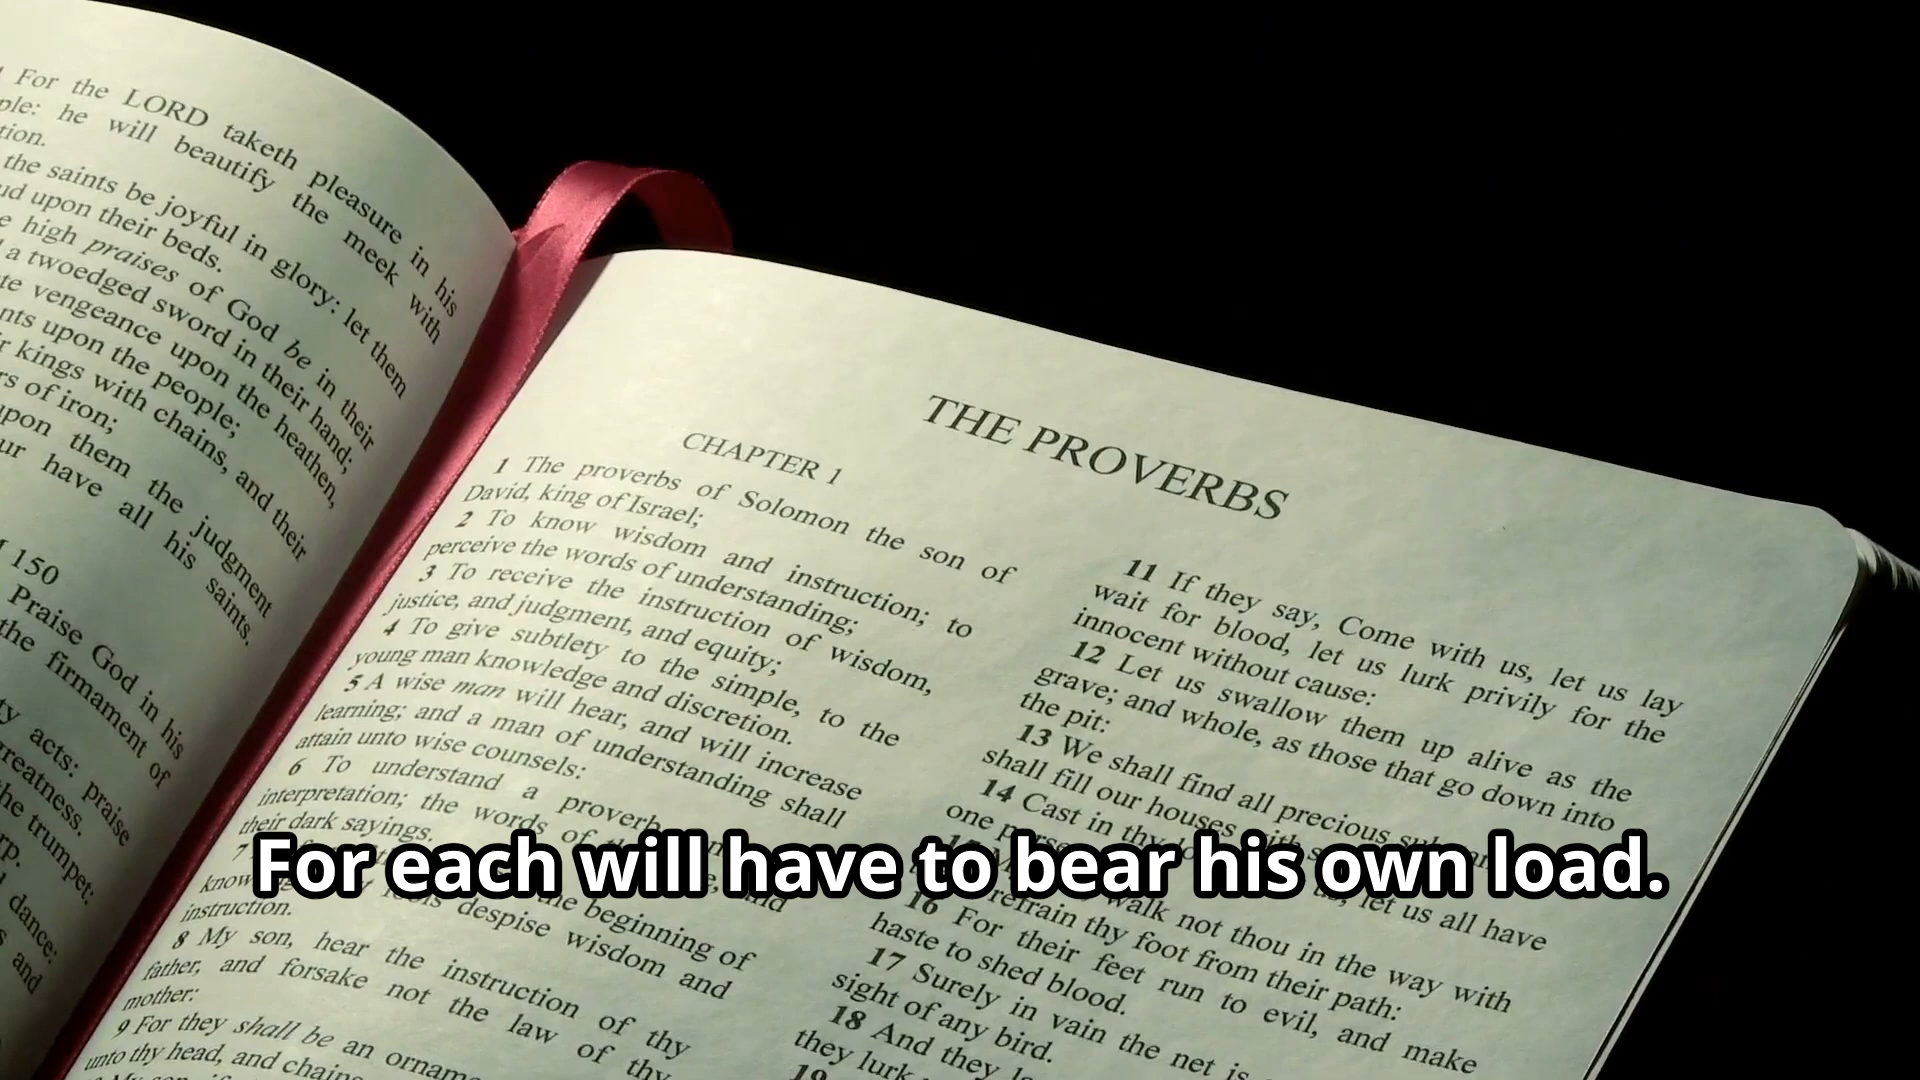 For the LORD taketh pleasure in his
ple: he will beautify the meek with
tion.
the saints be joyful in glory: let them
ud upon their beds.
e high praises of God be in their
a twoedged sword in their hand;
te vengeance upon the heathen,
nts upon the people;
r kings with chains, and their
rs of iron;
upon them the judgment
ur have all his saints.
150
Praise God in his
the firmament of
ty acts: praise
greatness.
the trumpet:
rp.
dance:
s and
THE PROVERBS
CHAPTER 1
1 The proverbs of Solomon the son of
David, king of Israel;
2 To know wisdom and instruction; to
perceive the words of understanding;
3 To receive the instruction of wisdom,
justice, and judgment, and equity;
4 To give subtlety to the simple, to the
young man knowledge and discretion.
5 A wise man will hear, and will increase
learning; and a man of understanding shall
attain unto wise counsels:
6 To understand a proverb,
interpretation; the words of
their dark sayings.
7
the beginning of
fools despise wisdom and
instruction.
8 My son, hear the instruction of thy
father, and forsake not the law of thy
mother:
9 For they shall be an
unto thy head, and chains
11 If they say, Come with us, let us lay
wait for blood, let us lurk privily for the
innocent without cause:
12 Let us swallow them up alive as the
grave; and whole, as those that go down into
the pit:
13 We shall find all precious
shall fill our houses with
14 Cast in thy
us, let us all have
one
walk not thou in the way with
refrain thy foot from their path:
16 For their feet run to evil, and make
haste to shed blood.
17 Surely in vain the net is
sight of any bird.
18 And they
they lurk
19
For each will have to bear his own load.